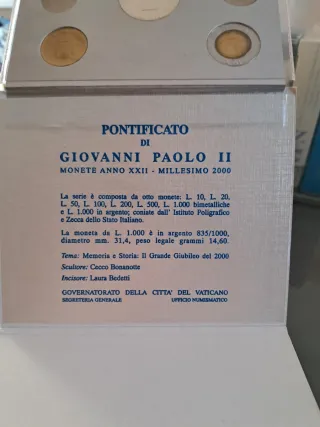 PONTIFICATO
DI
GIOVANNI PAOLO II
MONETE ANNO XXII - MILLESIMO 2000
La serie è composta da otto monete: L. 10, L. 20,
L. 50, L. 100, L. 200, L. 500, L. 1.000 bimetalliche
e L. 1.000 in argento; coniate dall' Istituto Poligrafico
e Zecca dello Stato Italiano.
La moneta da L. 1.000 è in argento 835/1000,
diametro mm. 31,4, peso legale grammi 14,60.
Tema: Memoria e Storia: Il Grande Giubileo del 2000
Scultore: Cecco Bonanotte
Incisore: Laura Bedetti
GOVERNATORATO DELLA CITTA' DEL VATICANO
SEGRETERIA GENERALE UFFICIO NUMISMATICO